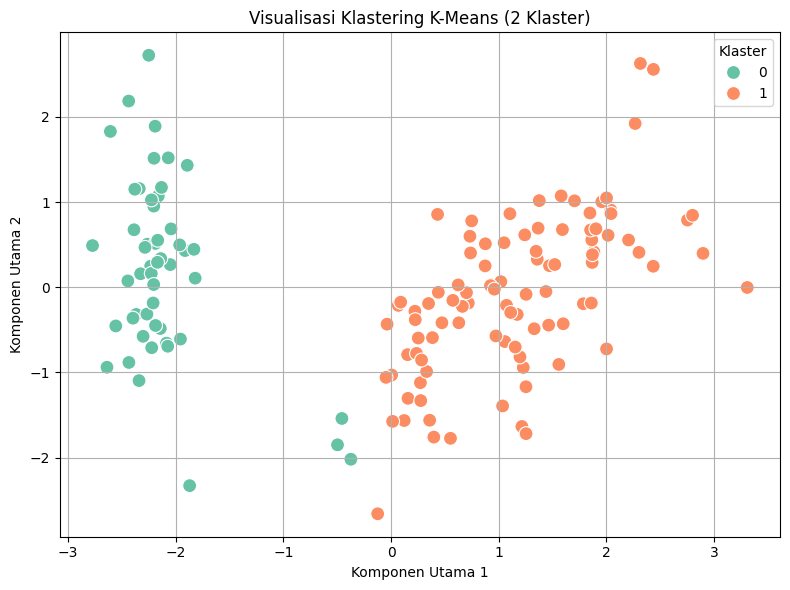 Visualisasi Klastering K-Means (2 Klaster)
Klaster
0
1
Komponen Utama 2
2
1
0
−1
−2
−3 −2 −1 0 1 2 3
Komponen Utama 1